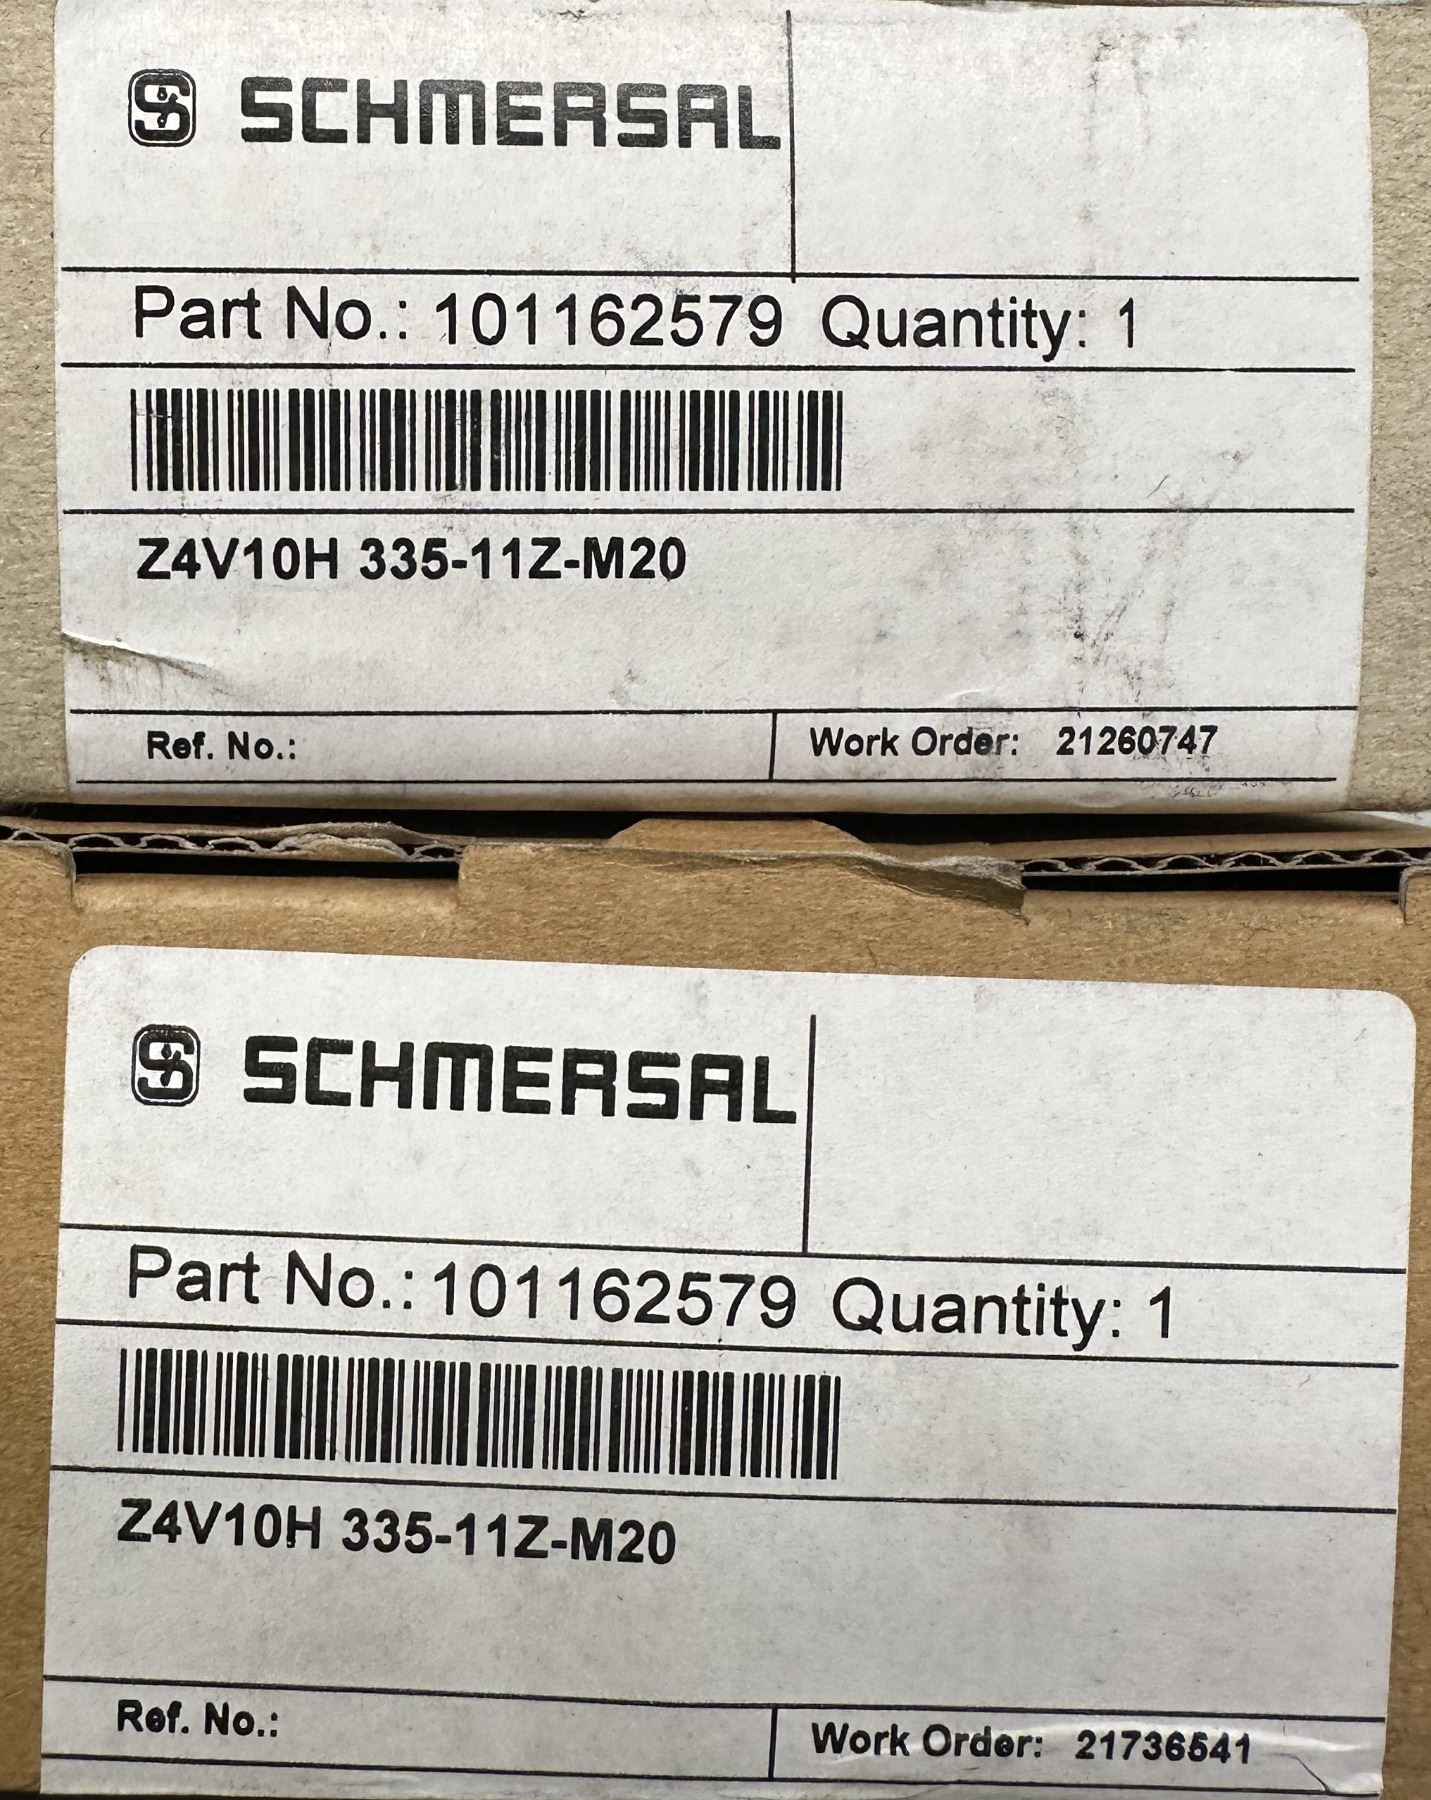 SCHMERSAL
Part No.: 101162579 Quantity: 1
Z4V10H 335-11Z-M20
Ref. No.: Work Order: 21260747
SCHMERSAL
Part No.: 101162579 Quantity: 1
Z4V10H 335-11Z-M20
Ref. No.: Work Order: 21736541